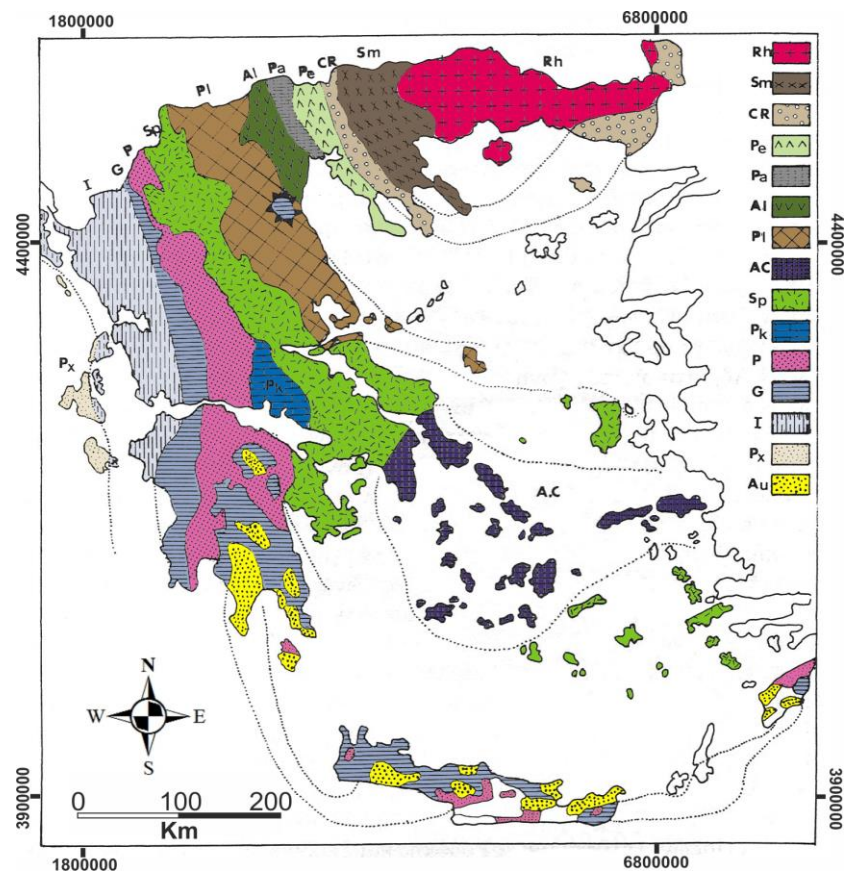 1800000 6800000
Rh
Sm
CR
Pe
Pa
Al
Pl
AC
Sp
Pk
P
G
I
Px
Au
I G P Sp Pl Al Pa Pe CR Sm Rh
4400000 4400000
Px
Pk
A.C
N
W E
S
3900000 3900000
0 100 200
Km
1800000 6800000